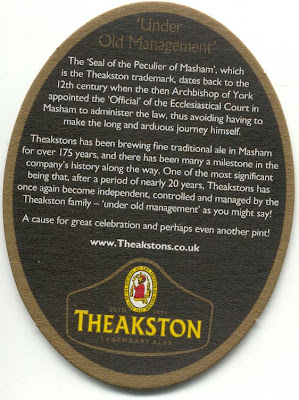 'Under
Old Management'
The 'Seal of the Peculier of Masham', which
is the Theakston trademark, dates back to the
12th century when the then Archbishop of York
appointed the 'Official' of the Ecclesiastical Court in
Masham to administer the law, thus avoiding having to
make the long and arduous journey himself.
Theakstons has been brewing fine traditional ale in Masham
for over 175 years, and there has been many a milestone in the
company's history along the way. One of the most significant
being that, after a period of nearly 20 years, Theakstons has
once again become independent, controlled and managed by the
Theakston family – 'under old management' as you might say!
A cause for great celebration and perhaps even another pint!
www.Theakstons.co.uk
ESTD 1827
THEAKSTON
LEGENDARY ALES